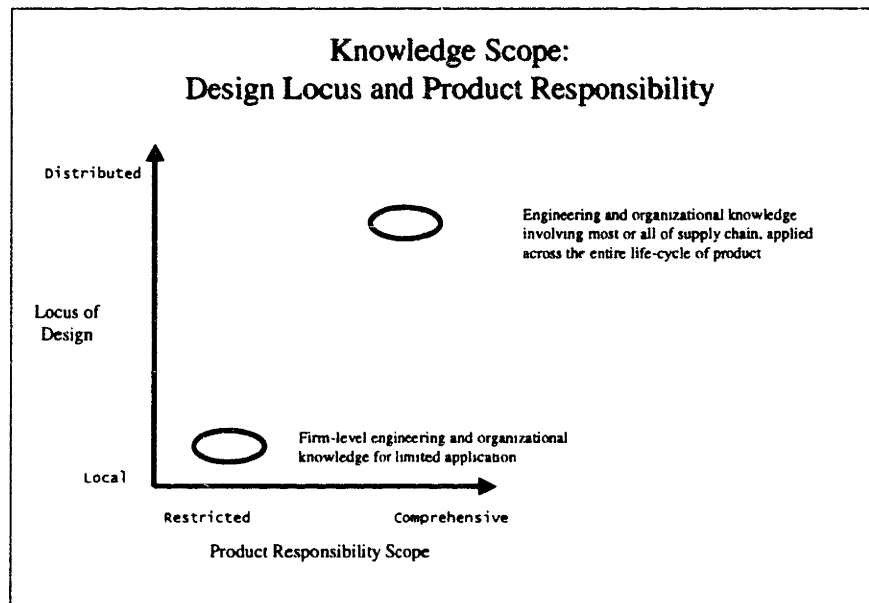 Knowledge Scope:
Design Locus and Product Responsibility
Distributed
Engineering and organizational knowledge
involving most or all of supply chain, applied
across the entire life-cycle of product
Locus of
Design
Firm-level engineering and organizational
knowledge for limited application
Local
Restricted
Comprehensive
Product Responsibility Scope